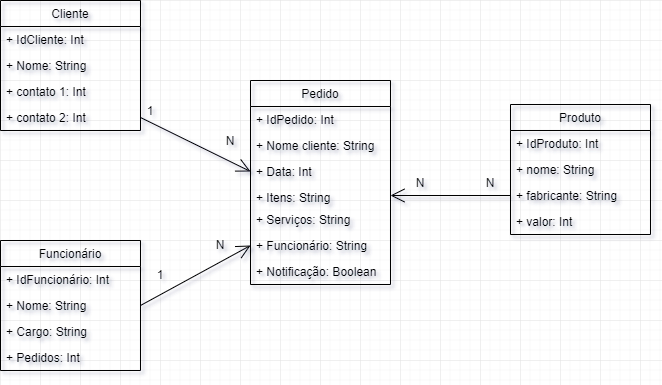 Cliente
+ IdCliente: Int
+ Nome: String
+ contato 1: Int
+ contato 2: Int
1
N
Pedido
+ IdPedido: Int
+ Nome cliente: String
+ Data: Int
+ Itens: String
+ Serviços: String
+ Funcionário: String
+ Notificação: Boolean
N
N
Produto
+ IdProduto: Int
+ nome: String
+ fabricante: String
+ valor: Int
Funcionário
+ IdFuncionário: Int
+ Nome: String
+ Cargo: String
+ Pedidos: Int
1
N